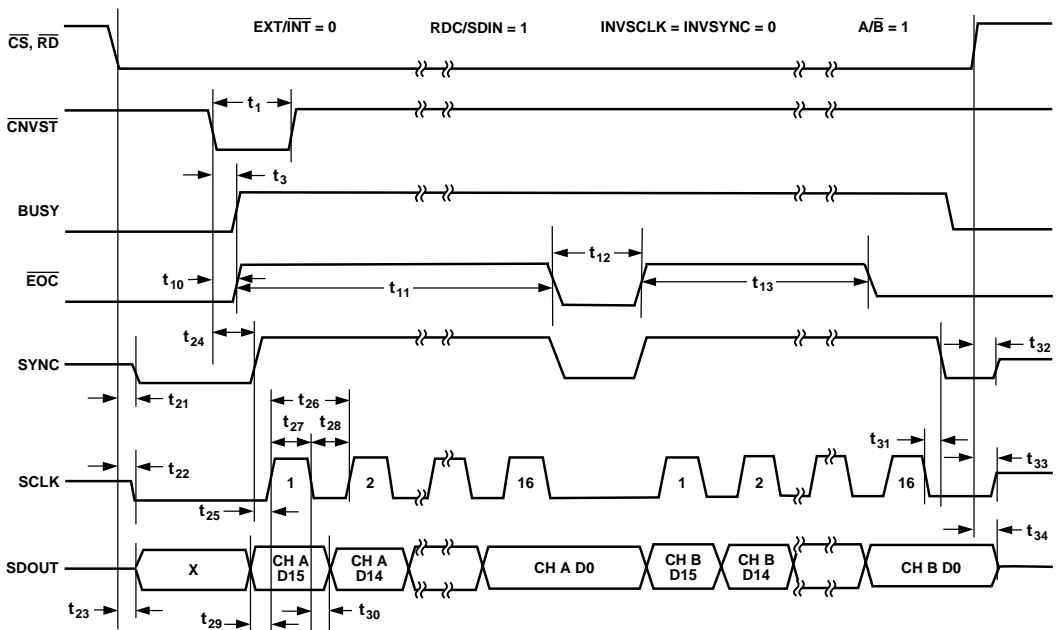 EXT/INT = 0 RDC/SDIN = 1 INVSCLK = INVSYNC = 0 A/B = 1
CS, RD
t1
CNVST
t3
BUSY
t12
t10
EOC
t11
t13
t24
t32
SYNC
t21
t26
t27 t28
t31
t22
t33
SCLK
1 2 16 1 2 16
t25
t34
SDOUT
X
CH A D15
CH A D14
CH A D0
CH B D15
CH B D14
CH B D0
t23
t29
t30